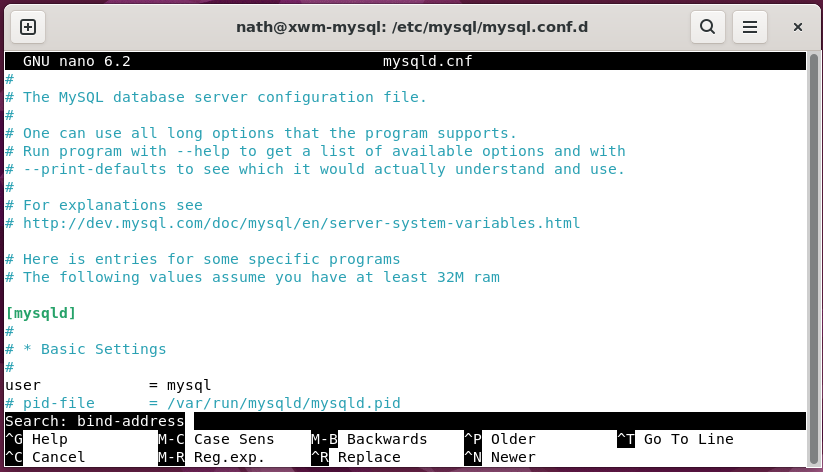 nath@xwm-mysql: /etc/mysql/mysql.conf.d
GNU nano 6.2 mysqld.cnf
#
# The MySQL database server configuration file.
#
# One can use all long options that the program supports.
# Run program with --help to get a list of available options and with
# --print-defaults to see which it would actually understand and use.
#
# For explanations see
# http://dev.mysql.com/doc/mysql/en/server-system-variables.html
# Here is entries for some specific programs
# The following values assume you have at least 32M ram
[mysqld]
#
# * Basic Settings
#
user = mysql
# pid-file = /var/run/mysqld/mysqld.pid
Search: bind-address
^G Help M-C Case Sens M-B Backwards ^P Older ^T Go To Line
^C Cancel M-R Reg.exp. ^R Replace ^N Newer